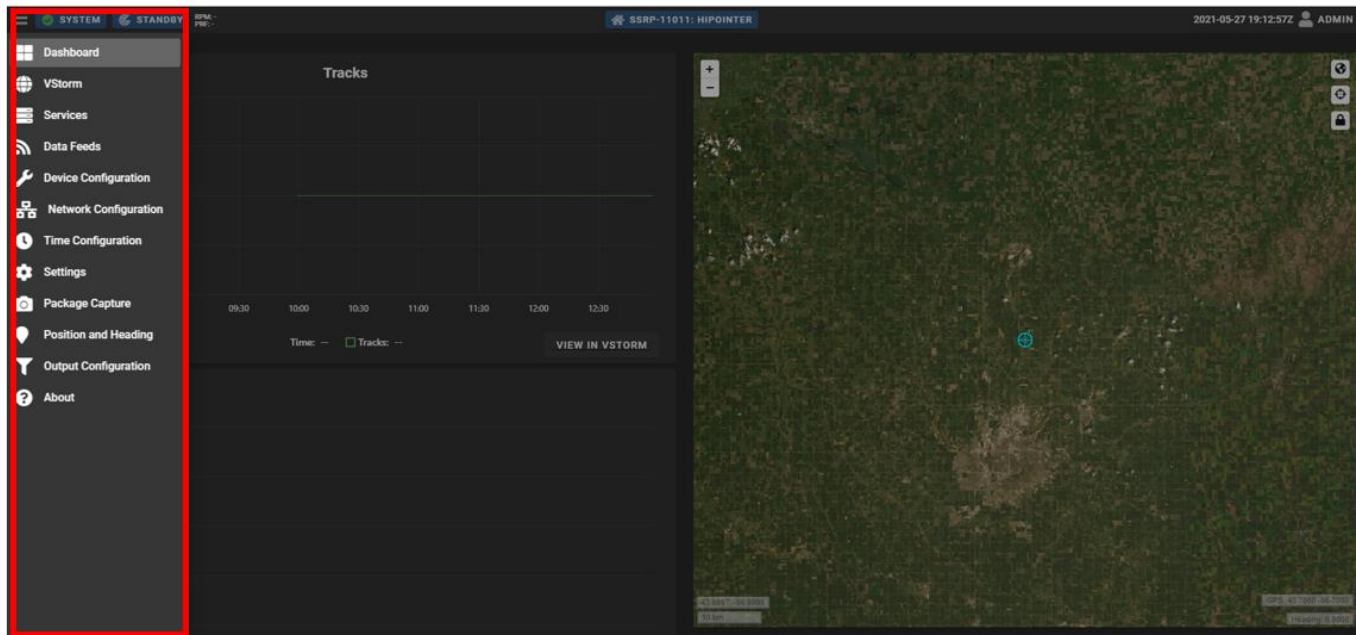 SYSTEM STANDBY RPM: - SSRP-11011: HIPOINTER 2021-05-27 19:12:57Z ADMIN
PRF: -
Dashboard
VStorm
Services
Data Feeds
Device Configuration
Network Configuration
Time Configuration
Settings
Package Capture
Position and Heading
Output Configuration
About
Tracks
09:30 10:00 10:30 11:00 11:30 12:00 12:30
Time: -- Tracks: --
VIEW IN VSTORM
+
−
10 km